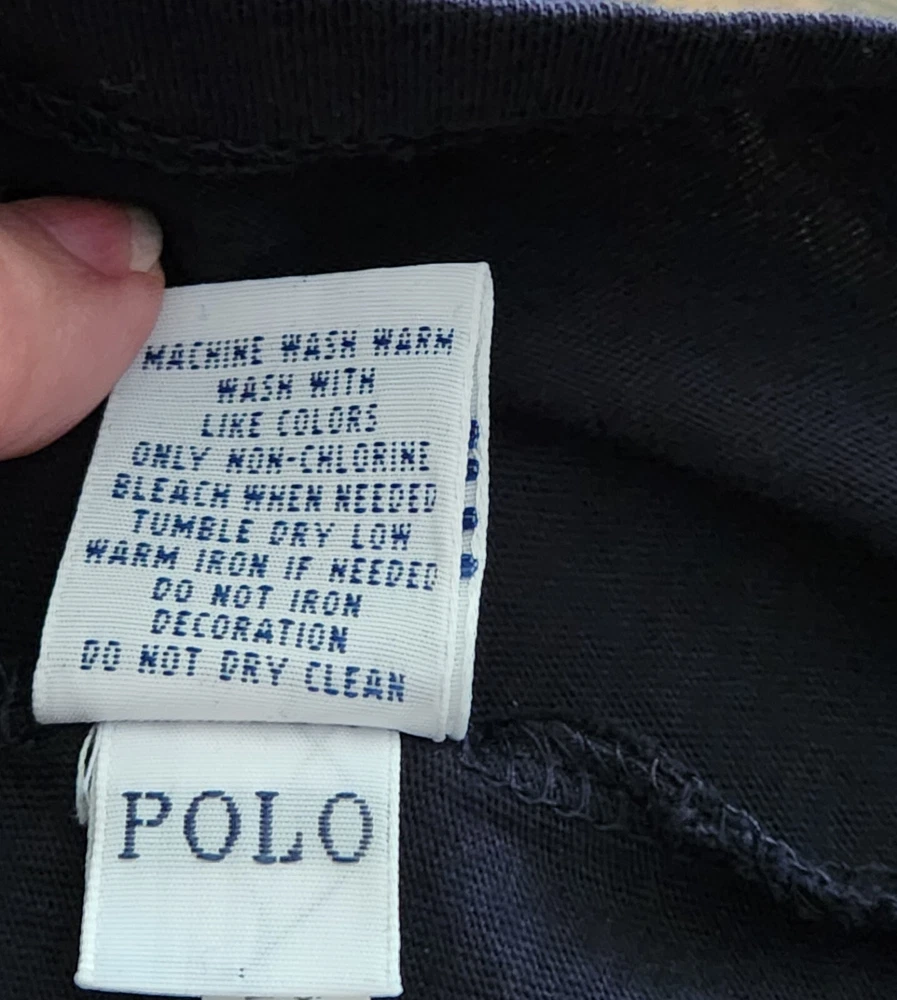 MACHINE WASH WARM
WASH WITH
LIKE COLORS
ONLY NON-CHLORINE
BLEACH WHEN NEEDED
TUMBLE DRY LOW
WARM IRON IF NEEDED
DO NOT IRON
DECORATION
DO NOT DRY CLEAN
POLO